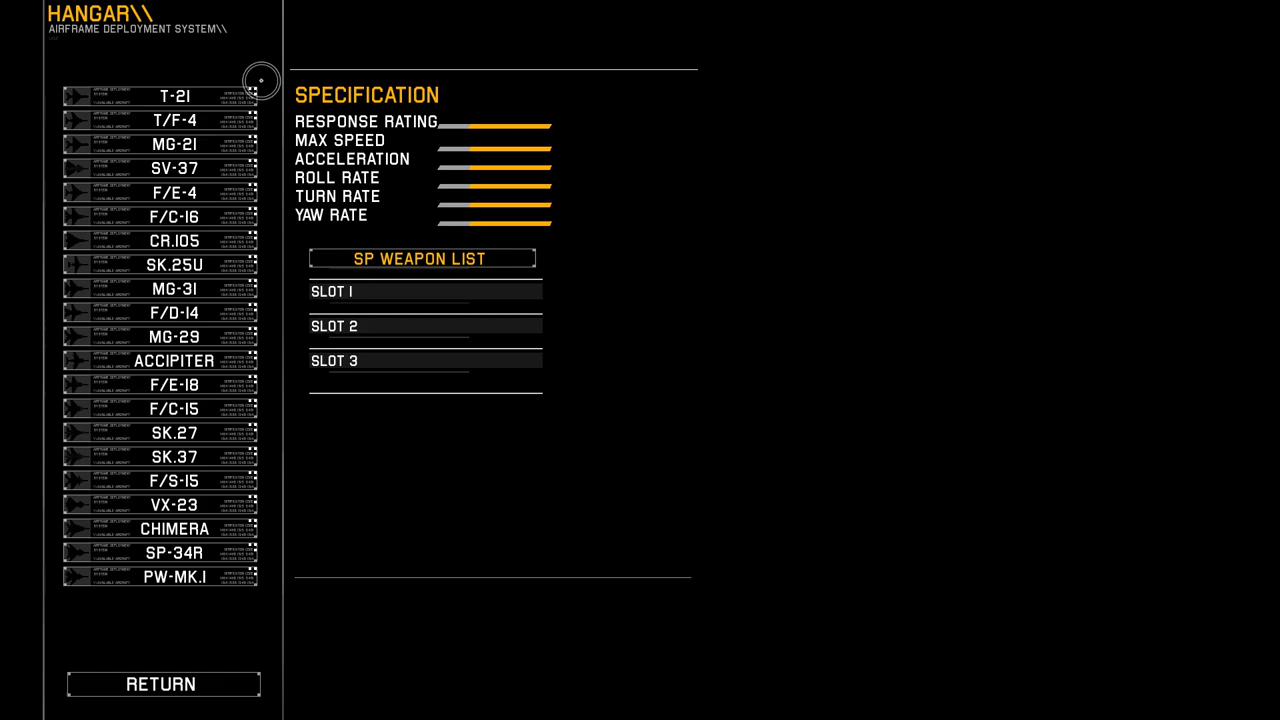 HANGAR\\
AIRFRAME DEPLOYMENT SYSTEM\\
T-21
T/F-4
MG-21
SV-37
F/E-4
F/C-16
CR.105
SK.25U
MG-31
F/D-14
MG-29
ACCIPITER
F/E-18
F/C-15
SK.27
SK.37
F/S-15
VX-23
CHIMERA
SP-34R
PW-MK.1
RETURN
SPECIFICATION
RESPONSE RATING
MAX SPEED
ACCELERATION
ROLL RATE
TURN RATE
YAW RATE
SP WEAPON LIST
SLOT 1
SLOT 2
SLOT 3